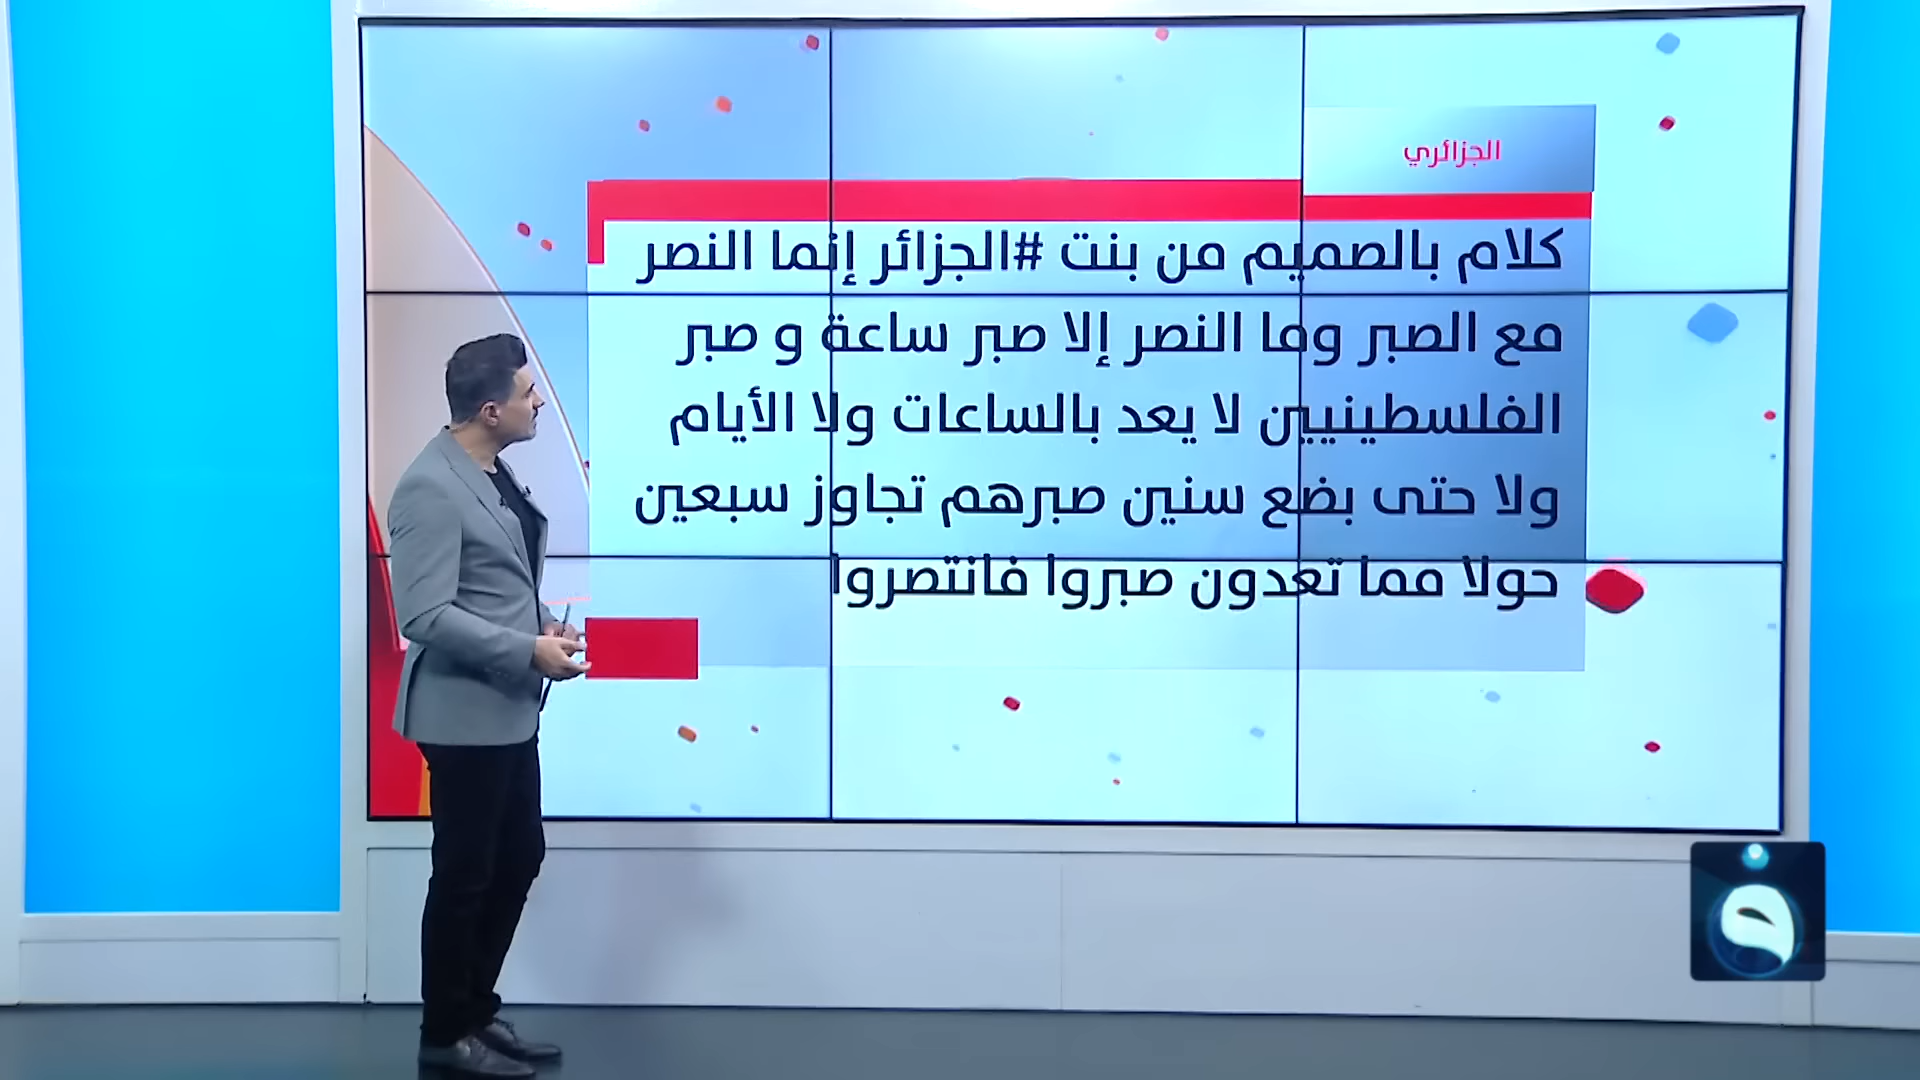 الجزائري
كلام بالصميم من بنت #الجزائر إنما النصر
مع الصبر وما النصر إلا صبر ساعة و صبر
الفلسطينيين لا يعد بالساعات ولا الأيام
ولا حتى بضع سنين صبرهم تجاوز سبعين
حولا مما تعدون صبروا فانتصروا